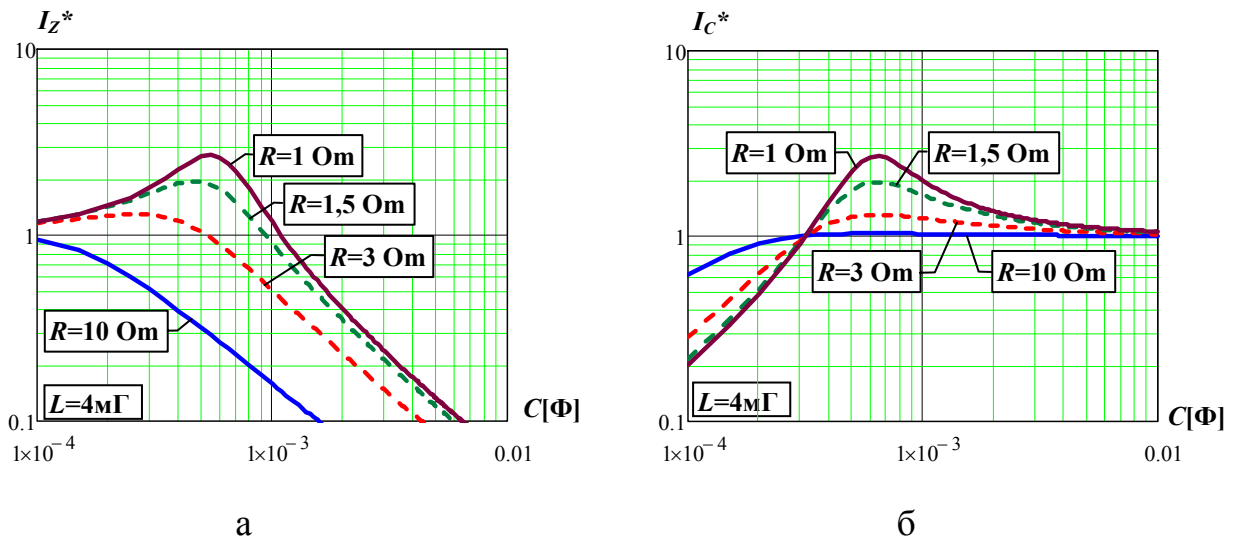 I_Z*
10
R=1 Om
R=1,5 Om
1
R=3 Om
R=10 Om
L=4мГ
C[Ф]
0.1
1×10⁻⁴
1×10⁻³
0.01
а
I_C*
10
R=1 Om
R=1,5 Om
1
R=3 Om
R=10 Om
L=4мГ
C[Ф]
0.1
1×10⁻⁴
1×10⁻³
0.01
б